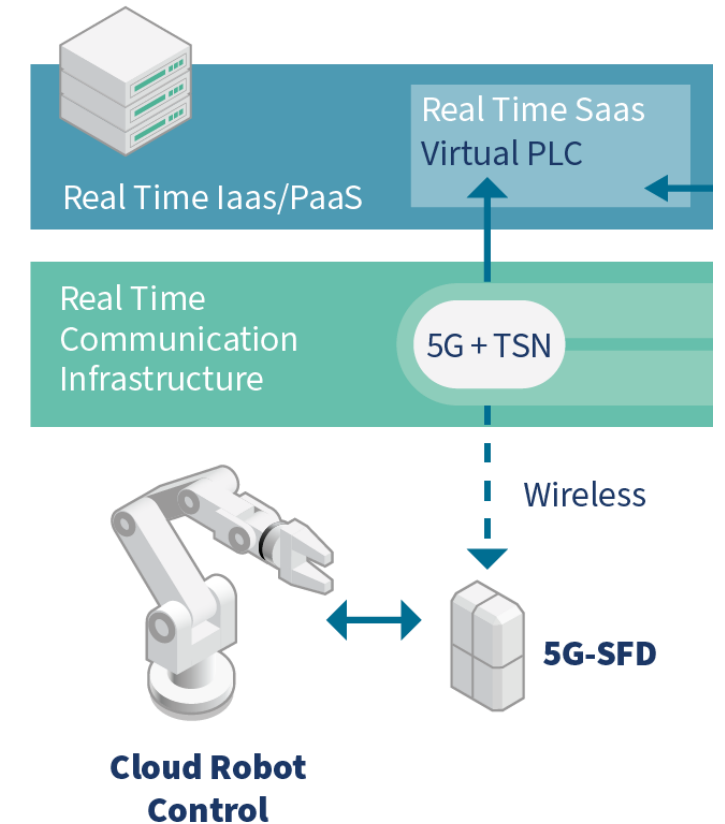 Real Time Saas
Virtual PLC
Real Time Iaas/PaaS
Real Time
Communication
Infrastructure
5G + TSN
Wireless
5G-SFD
Cloud Robot
Control